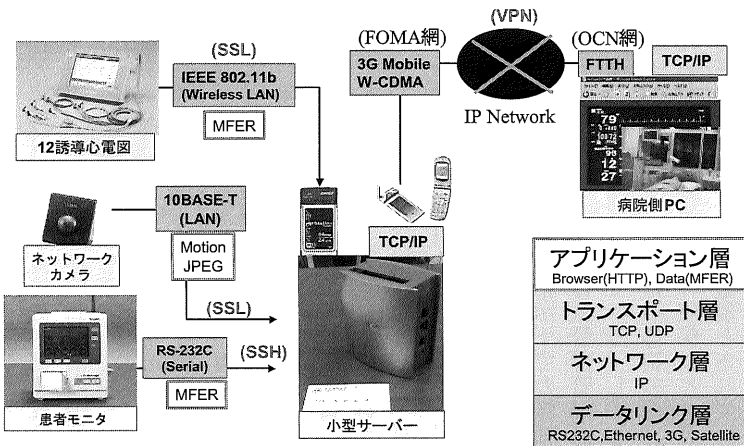 (SSL)
IEEE 802.11b
(Wireless LAN)
MFER
12誘導心電図
(FOMA網)
3G Mobile
W-CDMA
(VPN)
IP Network
(OCN網)
FTTH
TCP/IP
79
12
27
病院側PC
ネットワーク
カメラ
10BASE-T
(LAN)
Motion
JPEG
(SSL)
TCP/IP
患者モニタ
RS-232C
(Serial)
(SSH)
MFER
小型サーバー
アプリケーション層
Browser(HTTP), Data(MFER)
トランスポート層
TCP, UDP
ネットワーク層
IP
データリンク層
RS232C,Ethernet, 3G, Satellite